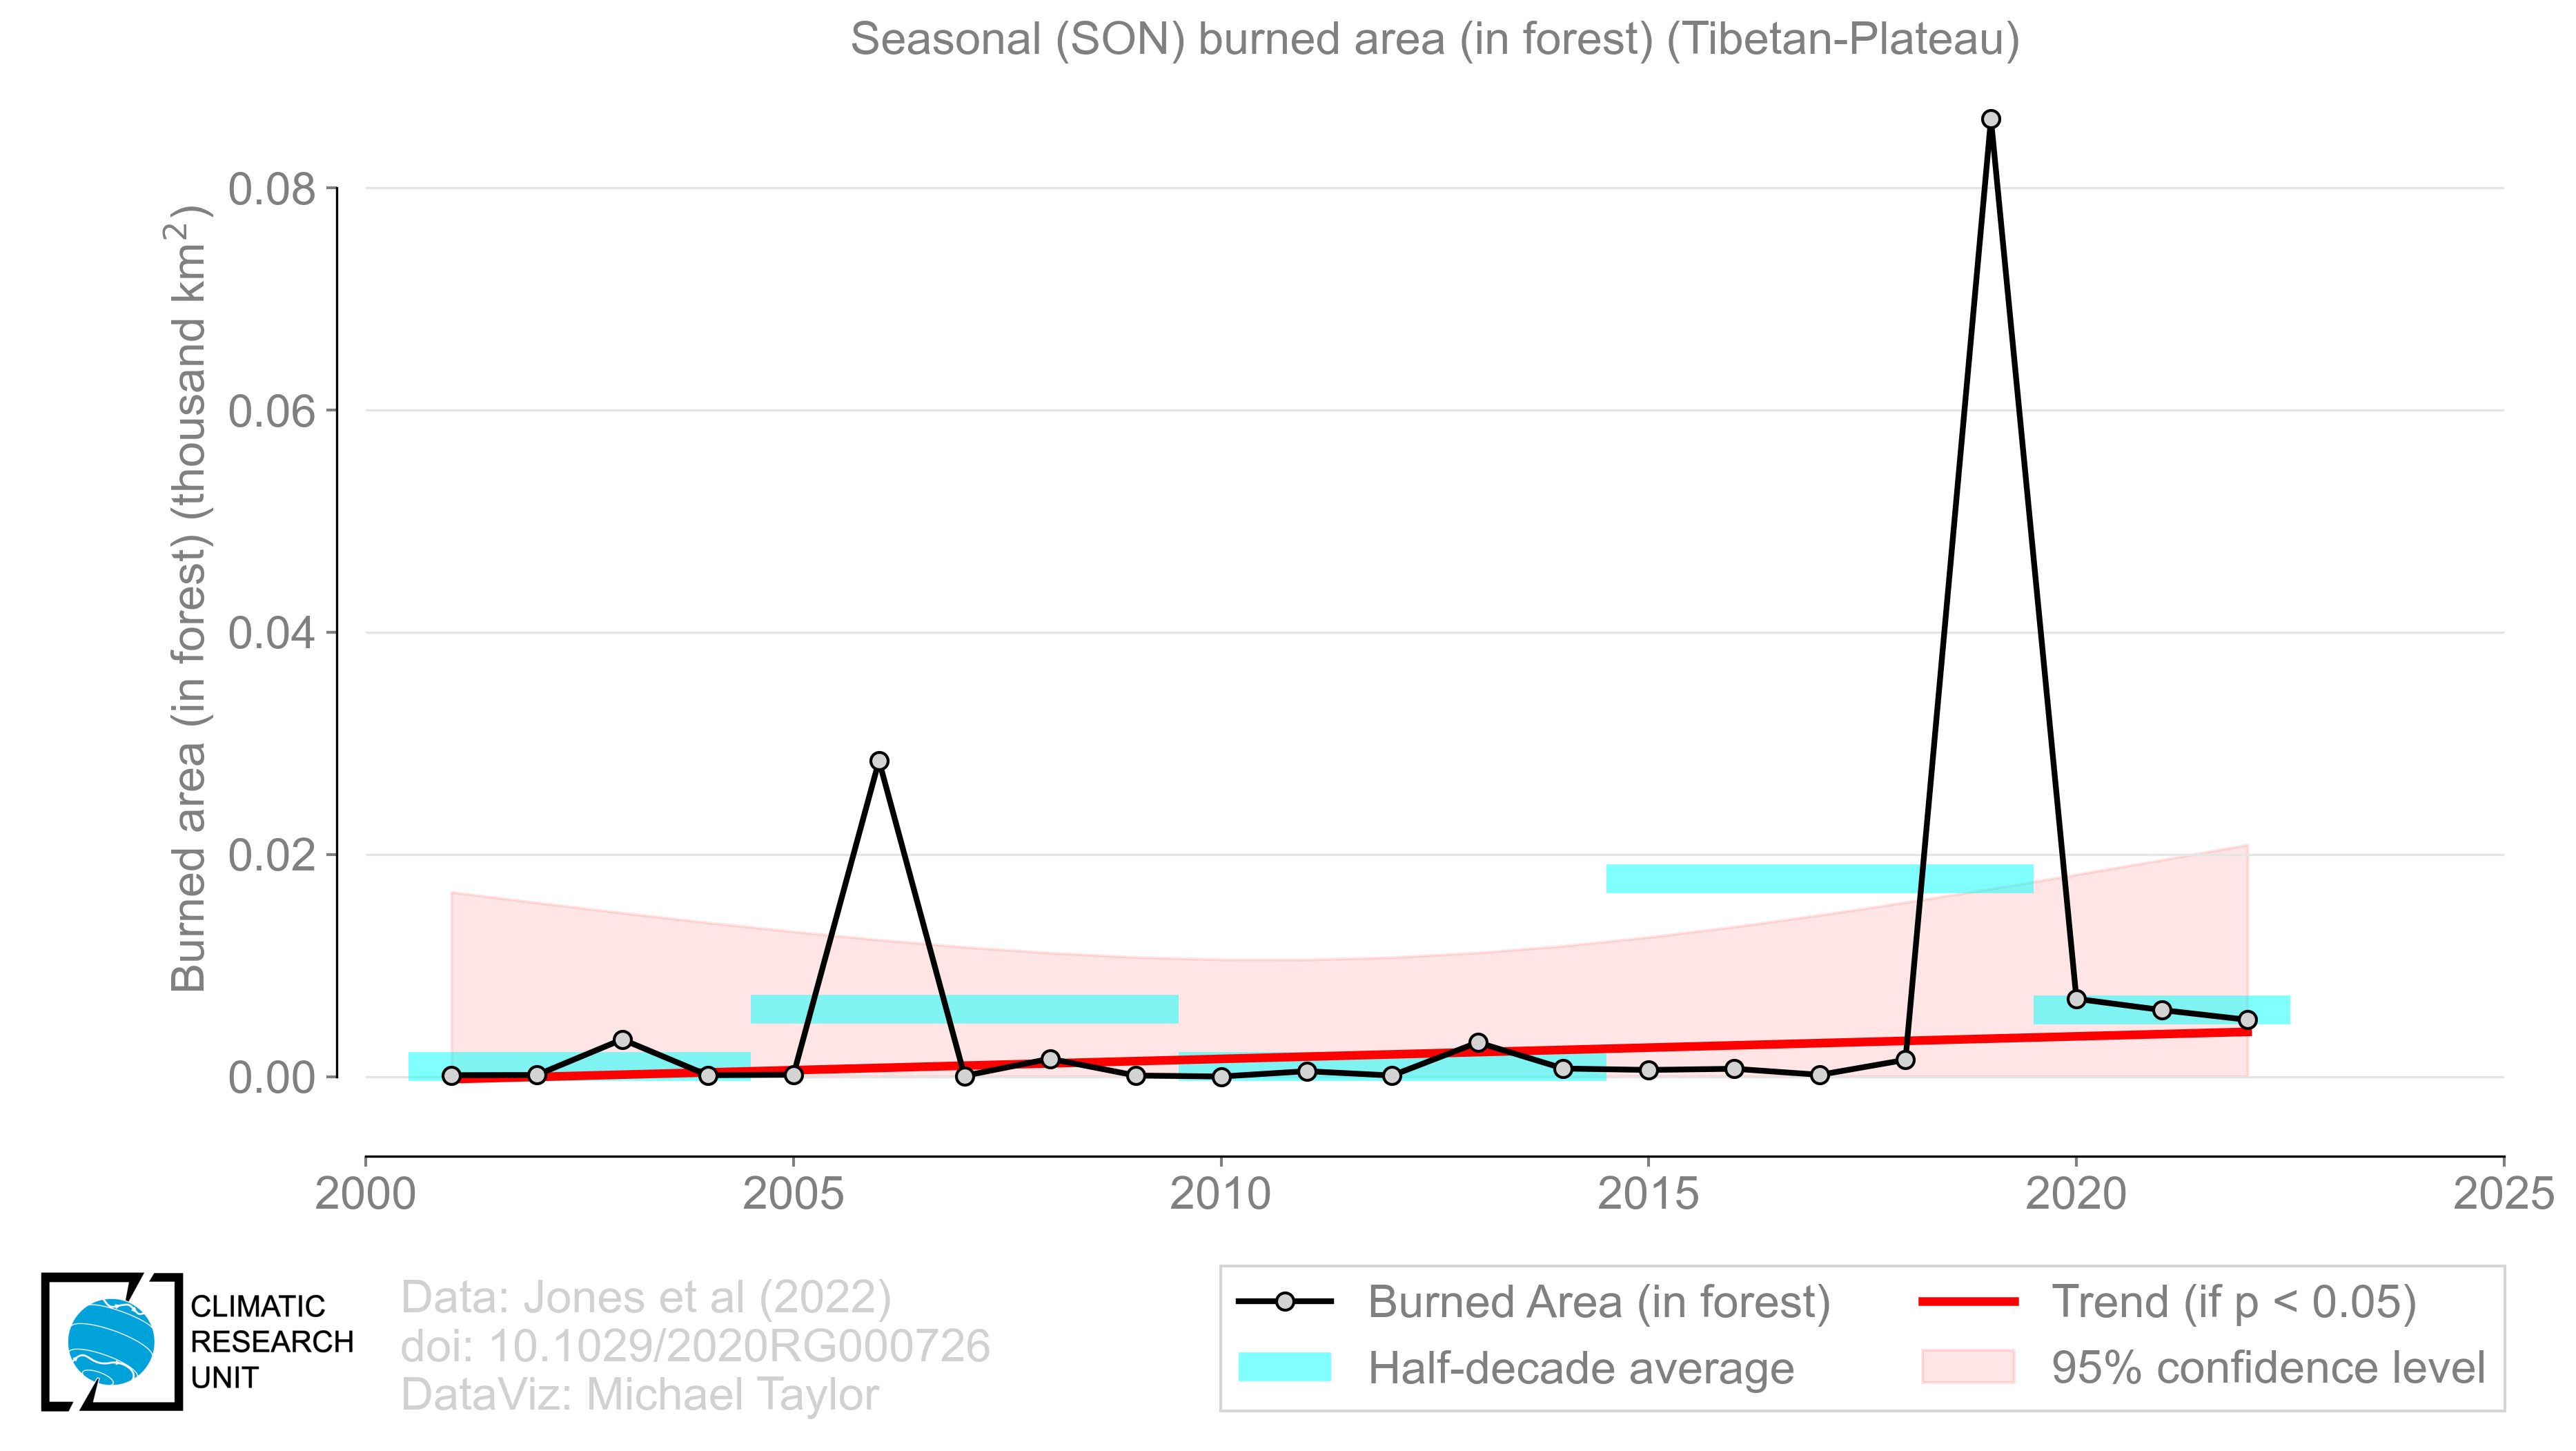 Seasonal (SON) burned area (in forest) (Tibetan-Plateau)
Burned area (in forest) (thousand km²)
0.08
0.06
0.04
0.02
0.00
2000 2005 2010 2015 2020 2025
CLIMATIC
RESEARCH
UNIT
Data: Jones et al (2022)
doi: 10.1029/2020RG000726
DataViz: Michael Taylor
Burned Area (in forest)
Half-decade average
Trend (if p < 0.05)
95% confidence level